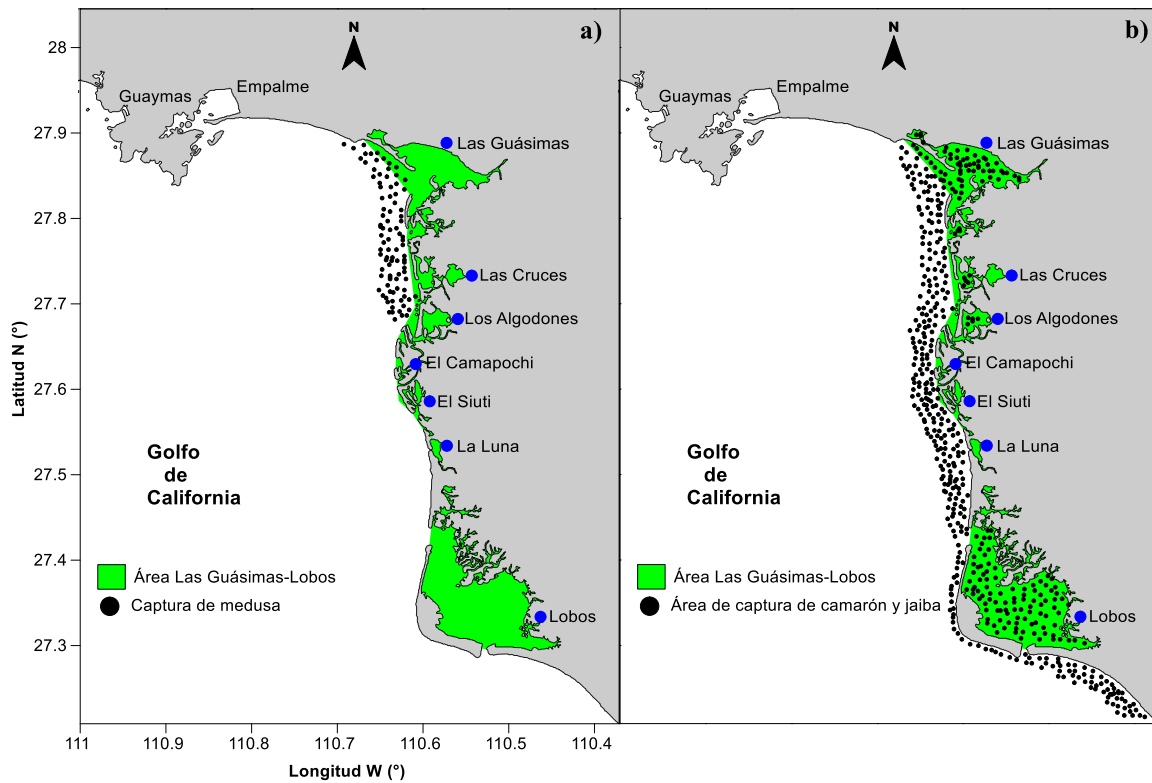 a)
N
28
Empalme
Guaymas
27.9
Las Guásimas
27.8
Las Cruces
27.7
Los Algodones
El Camapochi
27.6
El Siuti
La Luna
27.5
Golfo
de
California
27.4
Área Las Guásimas-Lobos
Captura de medusa
Lobos
27.3
Latitud N (°)
111
110.9
110.8
110.7
110.6
110.5
110.4
Longitud W (°)
b)
N
Empalme
Guaymas
Las Guásimas
Las Cruces
Los Algodones
El Camapochi
El Siuti
La Luna
Golfo
de
California
Área Las Guásimas-Lobos
Área de captura de camarón y jaiba
Lobos